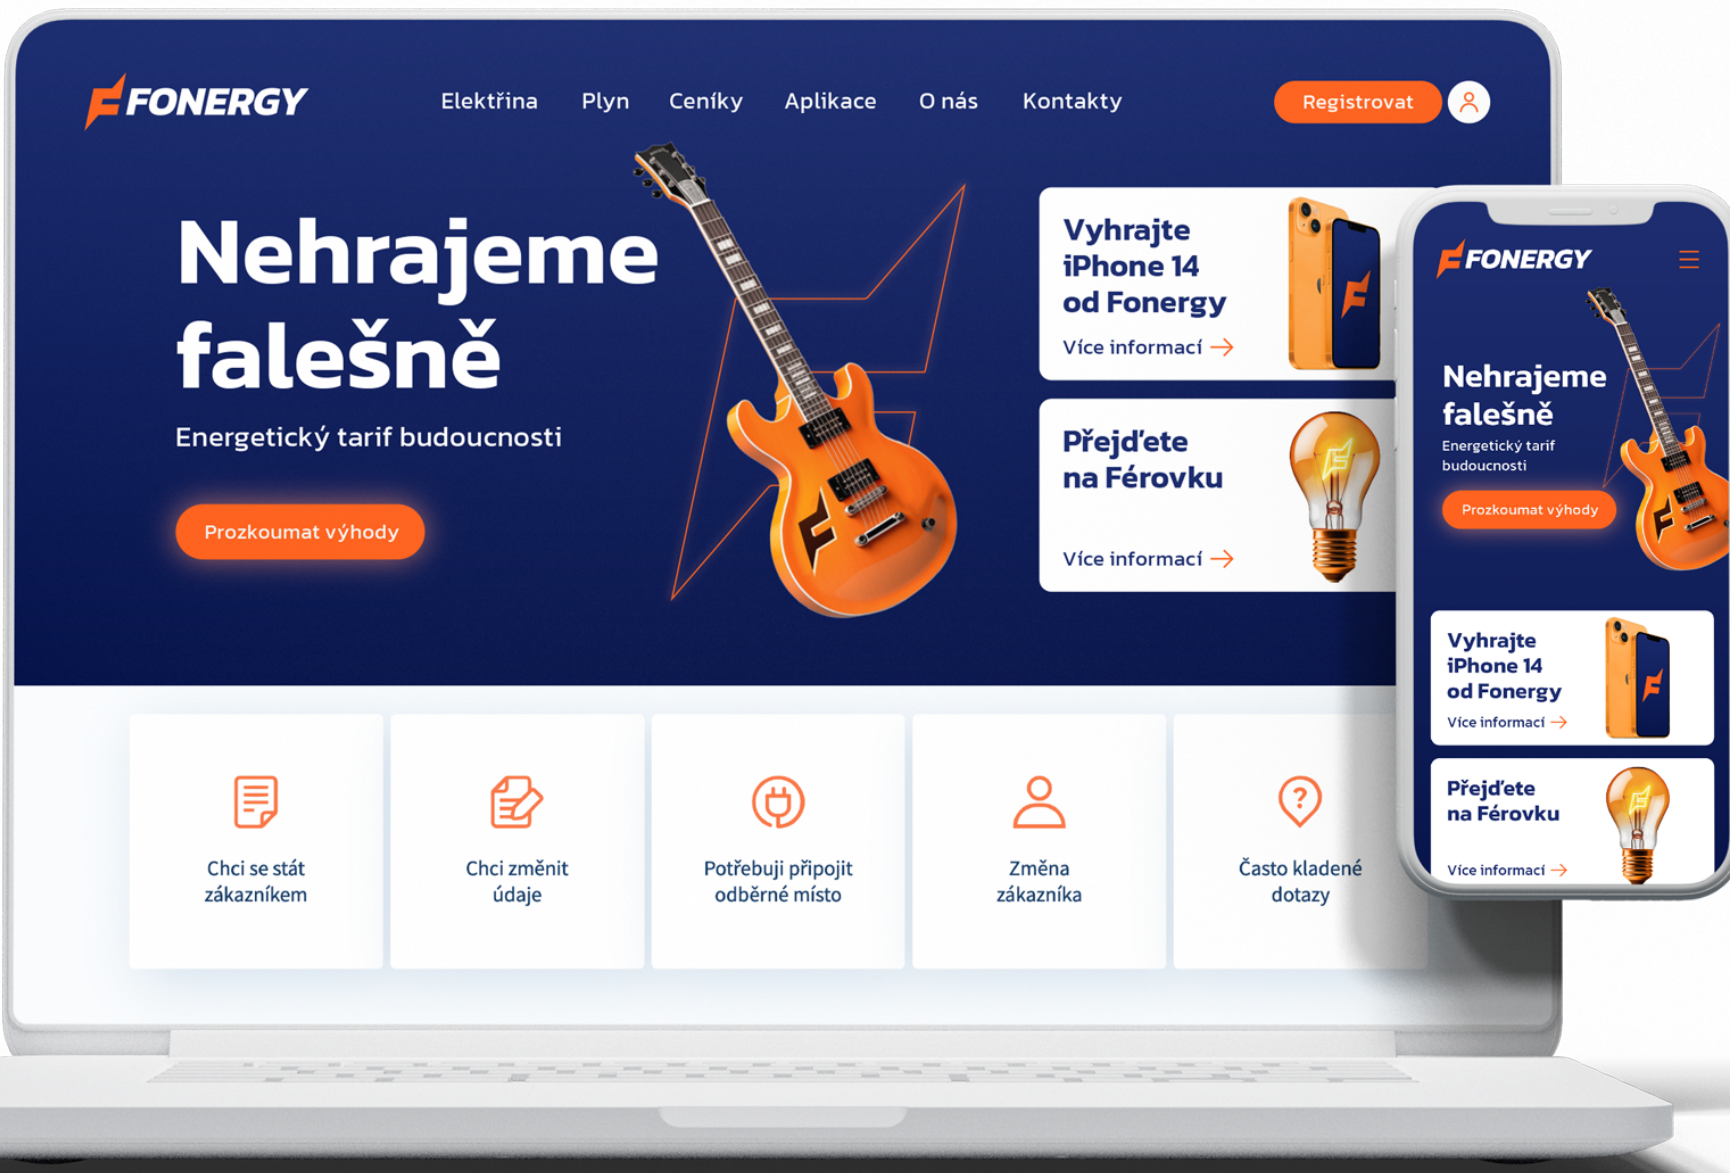 FONERGY
Elektřina Plyn Ceníky Aplikace O nás Kontakty
Registrovat
Nehrajeme
falešně
Energetický tarif budoucnosti
Prozkoumat výhody
Vyhrajte
iPhone 14
od Fonergy
Více informací
Přejďete
na Férovku
Více informací
Chci se stát
zákazníkem
Chci změnit
údaje
Potřebuji připojit
odběrné místo
Změna
zákazníka
Často kladené
dotazy
FONERGY
Nehrajeme
falešně
Energetický tarif
budoucnosti
Prozkoumat výhody
Vyhrajte
iPhone 14
od Fonergy
Více informací
Přejďete
na Férovku
Více informací